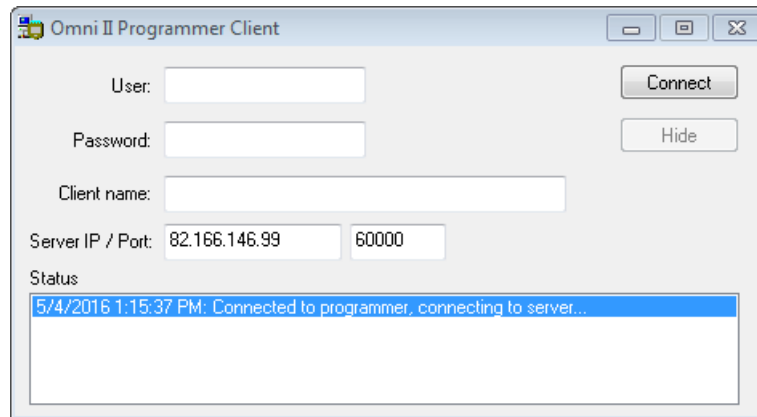 Omni II Programmer Client
User:
Connect
Password:
Hide
Client name:
Server IP / Port: 82.166.146.99 60000
Status
5/4/2016 1:15:37 PM: Connected to programmer, connecting to server...